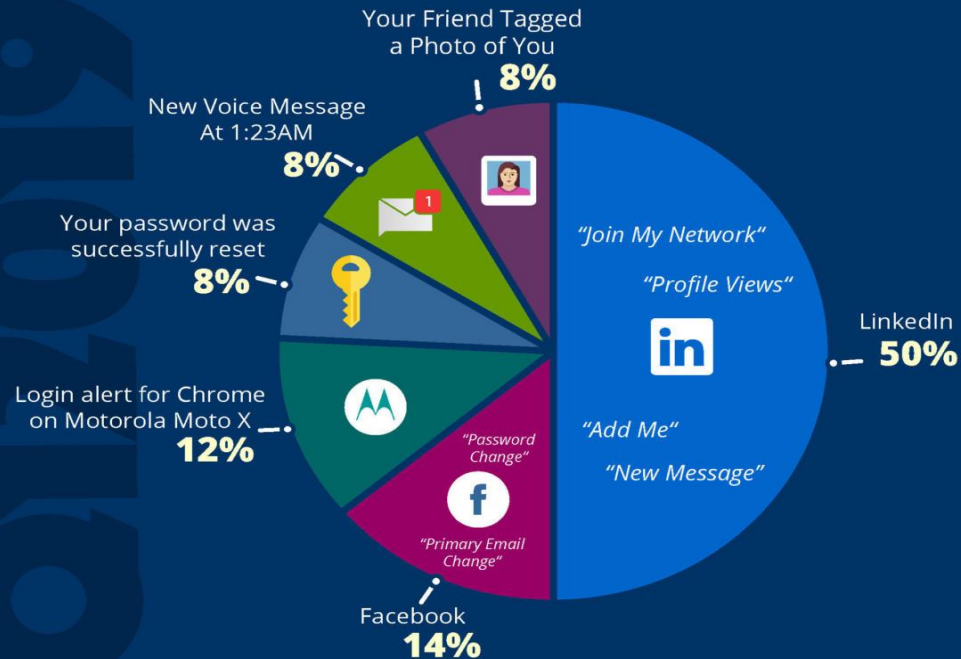 Your Friend Tagged
a Photo of You
8%
New Voice Message
At 1:23AM
8%
1
Your password was
successfully reset
8%
“Join My Network“
“Profile Views“
in
LinkedIn
50%
Login alert for Chrome
on Motorola Moto X
12%
“Add Me“
“New Message”
“Password
Change“
f
“Primary Email
Change“
Facebook
14%